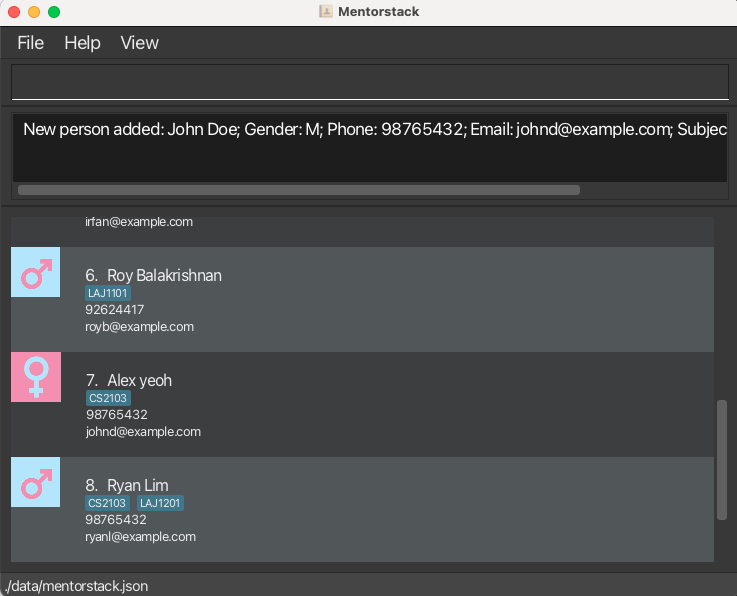 Mentorstack
File Help View
New person added: John Doe; Gender: M; Phone: 98765432; Email: johnd@example.com; Subjec
irfan@example.com
6. Roy Balakrishnan
LAJ1101
92624417
royb@example.com
7. Alex yeoh
CS2103
98765432
johnd@example.com
8. Ryan Lim
CS2103 LAJ1201
98765432
ryanl@example.com
./data/mentorstack.json